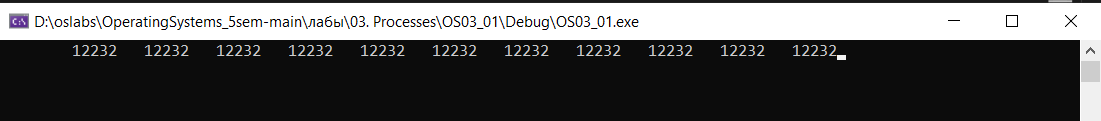 D:\oslabs\OperatingSystems_5sem-main\лабы\03. Processes\OS03_01\Debug\OS03_01.exe
12232 12232 12232 12232 12232 12232 12232 12232 12232 12232 12232